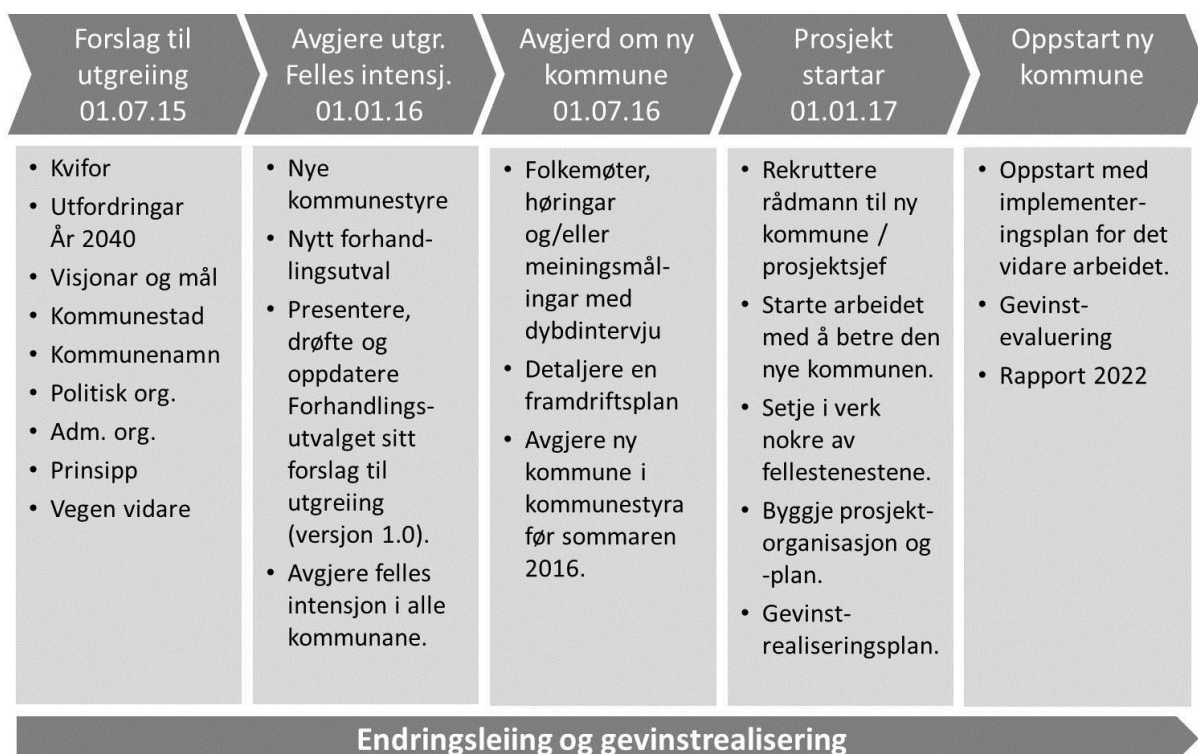 Forslag til
utgreiing
01.07.15
Avgjere utgr.
Felles intensj.
01.01.16
Avgjerd om ny
kommune
01.07.16
Prosjekt
startar
01.01.17
Oppstart ny
kommune
• Kvifor
• Utfordringar
År 2040
• Visjonar og mål
• Kommunestad
• Kommunenamn
• Politisk org.
• Adm. org.
• Prinsipp
• Vegen vidare
• Nye
kommunestyre
• Nytt forhand-
lingsutval
• Presentere,
drøfte og
oppdatere
Forhandlings-
utvalget sitt
forslag til
utgreiing
(versjon 1.0).
• Avgjere felles
intensjon i alle
kommunane.
• Folkemøter,
høringar
og/eller
meiningsmål-
ingar med
dybdintervju
• Detaljere en
framdriftsplan
• Avgjere ny
kommune i
kommunestyra
før sommaren
2016.
• Rekruttere
rådmann til ny
kommune /
prosjektsjef
• Starte arbeidet
med å betre den
nye kommunen.
• Setje i verk
nokre av
fellestenestene.
• Byggje prosjekt-
organisasjon og
-plan.
• Gevinst-
realiseringsplan.
• Oppstart med
implementer-
ingsplan for det
vidare arbeidet.
• Gevinst-
evaluering
• Rapport 2022
Endringsleiing og gevinstrealisering